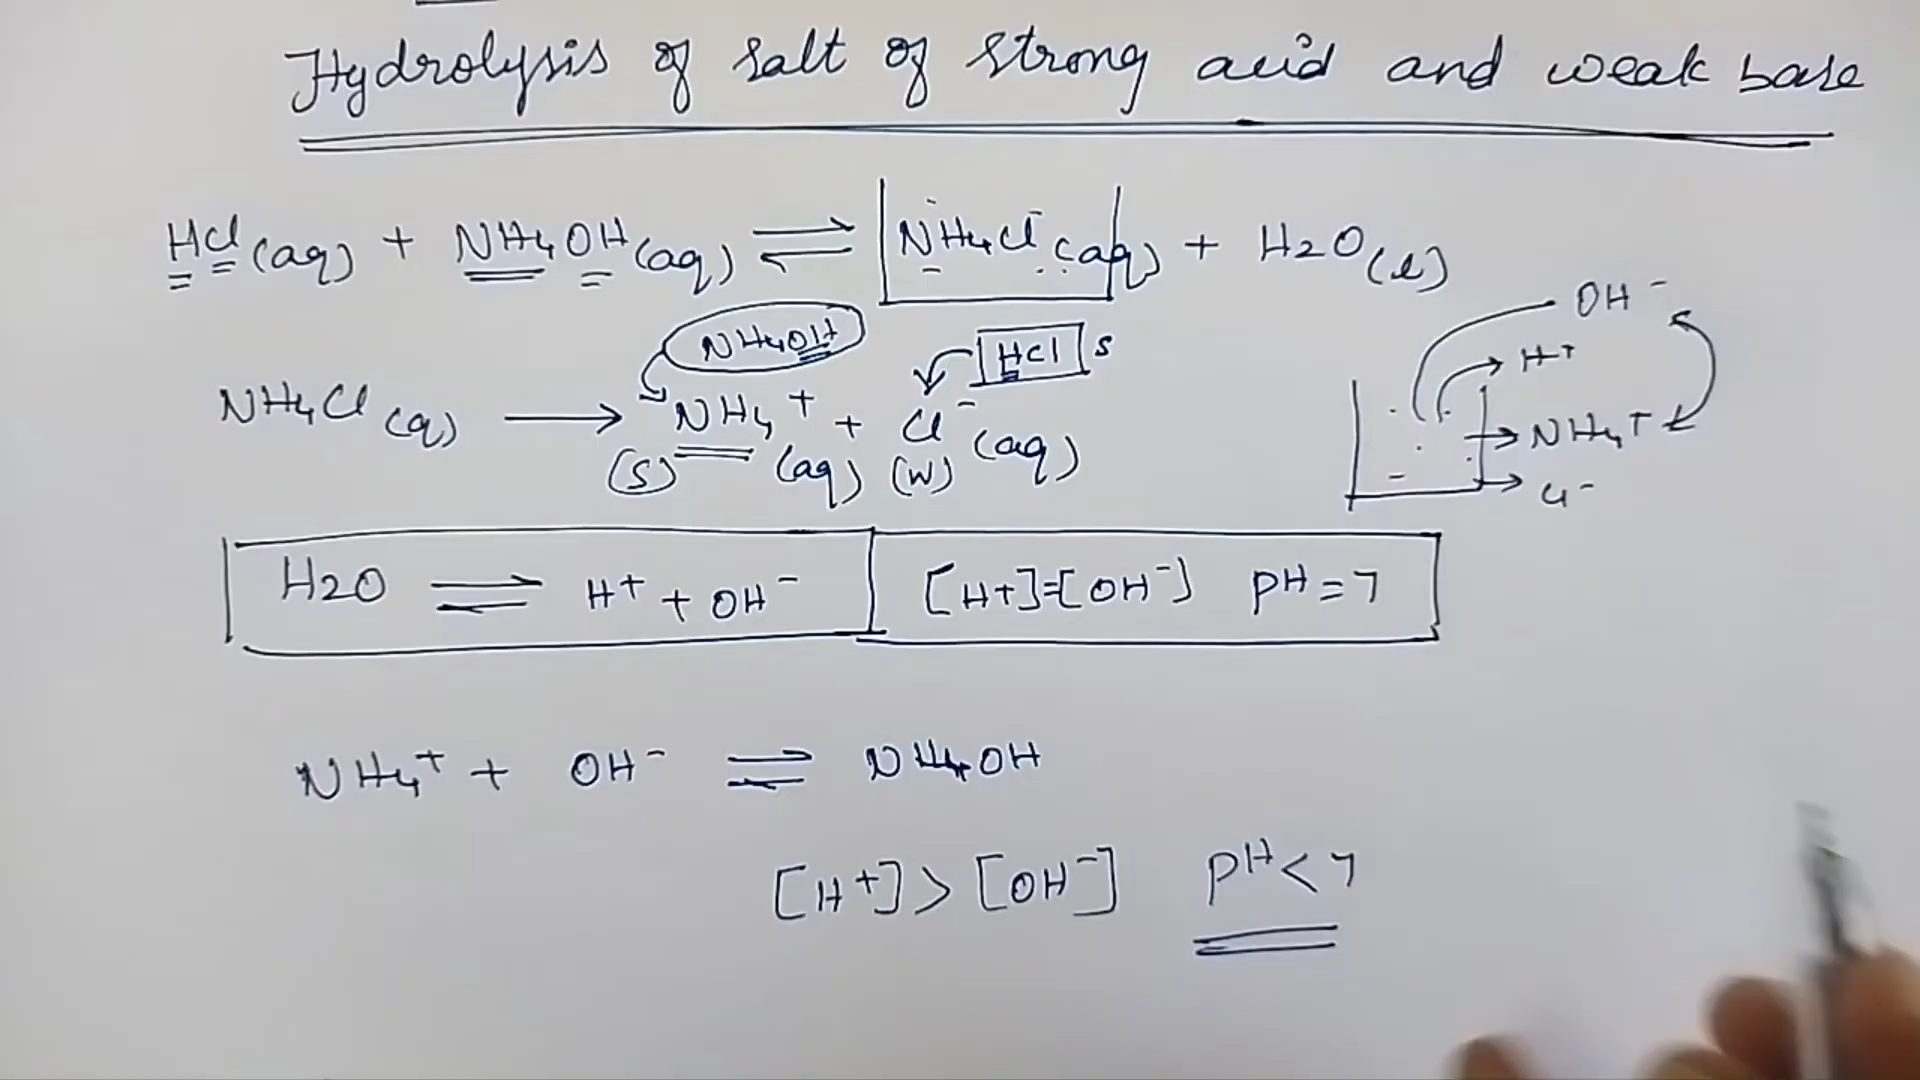 Hydrolysis of salt of strong acid and weak base
HCl (aq) + NH4OH (aq) ⇌ NH4Cl (aq) + H2O (l)
OH⁻
NH4OH
HCl s
H+
NH4Cl (aq) → NH4⁺ + Cl⁻
(s) (aq) (w) (aq)
NH4+
Cl⁻
H2O ⇌ H+ + OH⁻ [H+]=[OH⁻] pH = 7
NH4+ + OH⁻ ⇌ NH4OH
[H+] > [OH⁻] pH < 7